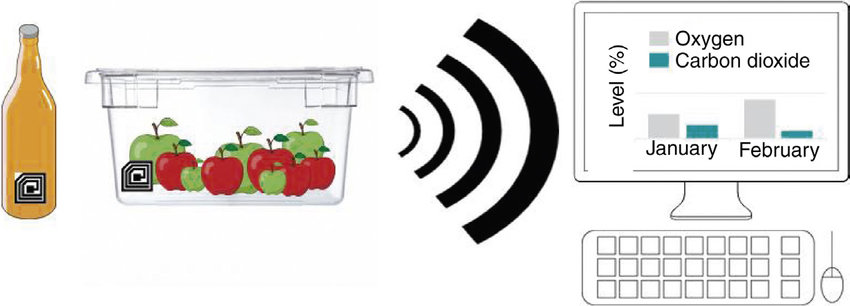 Oxygen
Carbon dioxide
Level (%)
January
February